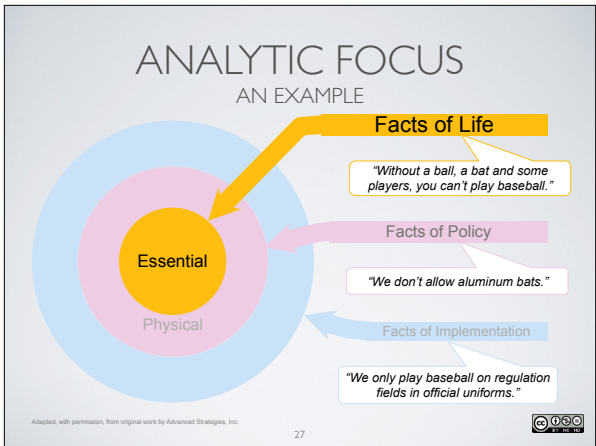 ANALYTIC FOCUS
AN EXAMPLE
Facts of Life
“Without a ball, a bat and some
players, you can’t play baseball.”
Essential
Physical
Facts of Policy
“We don’t allow aluminum bats.”
Facts of Implementation
“We only play baseball on regulation
fields in official uniforms.”
Adapted, with permission, from original work by Advanced Strategies, Inc.
27
cc
BY NC ND